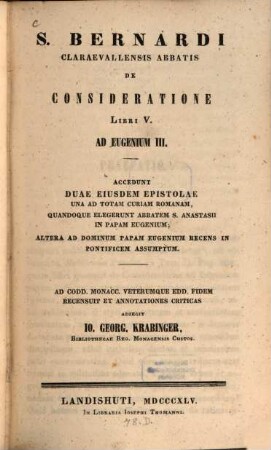 S. BERNARDI
CLARAEVALLENSIS ABBATIS
DE
CONSIDERATIONE
LIBRI V.
AD EUGENIUM III.
ACCEDUNT
DUAE EIUSDEM EPISTOLAE
UNA AD TOTAM CURIAM ROMANAM,
QUANDOQUE ELEGERUNT ABBATEM S. ANASTASII
IN PAPAM EUGENIUM;
ALTERA AD DOMINUM PAPAM EUGENIUM RECENS IN
PONTIFICEM ASSUMPTUM.
AD CODD. MONACC. VETERUMQUE EDD. FIDEM
RECENSUIT ET ANNOTATIONES CRITICAS
ADIECIT
IO. GEORG. KRABINGER,
BIBLIOTHECAE REG. MONACENSIS CUSTOS.
LANDISHUTI, MDCCCXLV.
IN LIBRARIA IOSEPHI THOMANNI.
78. D.